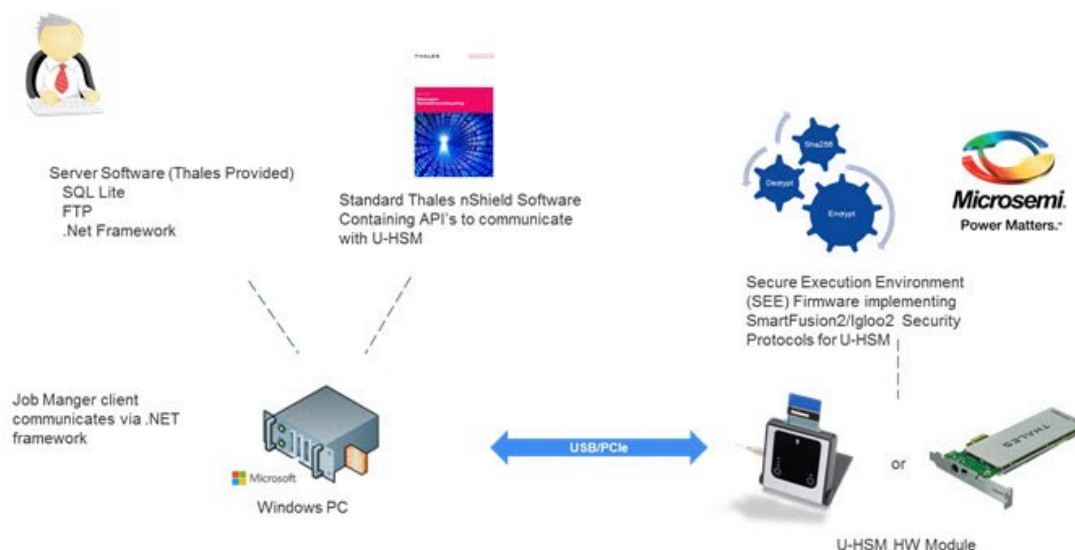 THALES
Sha256
Decrypt
Encrypt
Microsemi.
Power Matters.™
Server Software (Thales Provided)
SQL Lite
FTP
.Net Framework
Standard Thales nShield Software
Containing API's to communicate
with U-HSM
Secure Execution Environment
(SEE) Firmware implementing
SmartFusion2/Igloo2 Security
Protocols for U-HSM
Job Manger client
communicates via .NET
framework
Microsoft
Windows PC
USB/PCIe
or
THALES
U-HSM HW Module